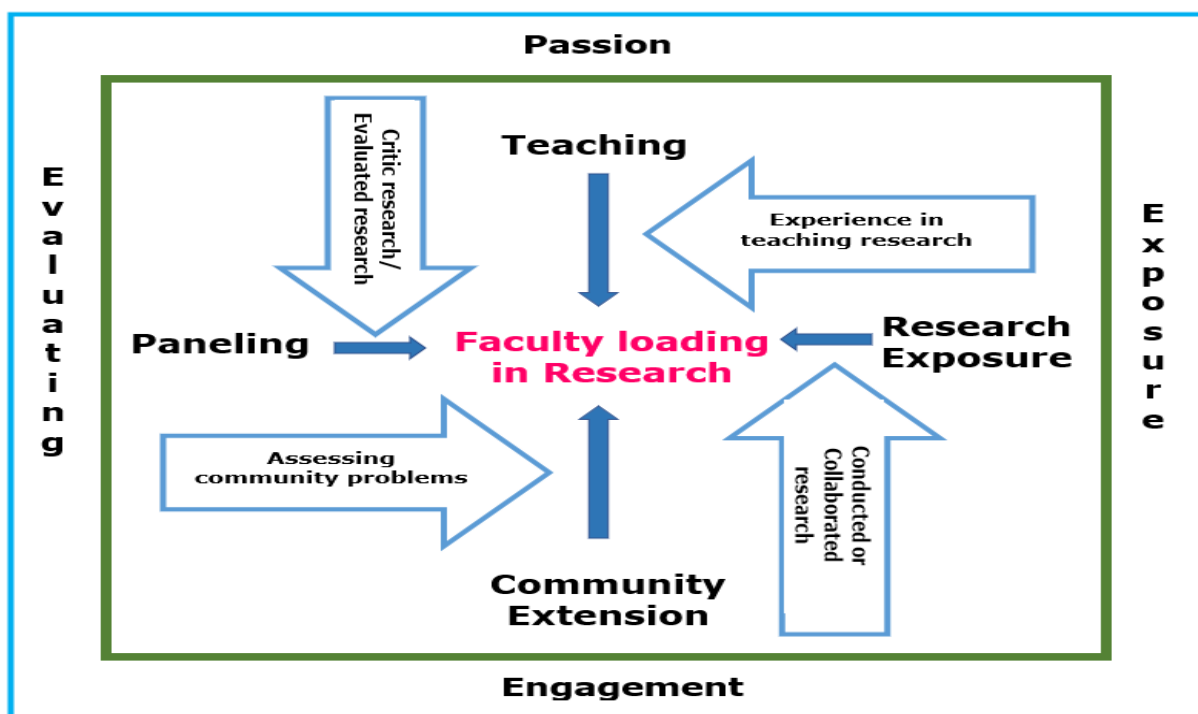 Passion
Evaluating
Exposure
Critic research/
Evaluated research
Teaching
Experience in
teaching research
Paneling
Faculty loading
in Research
Research
Exposure
Assessing
community problems
Conducted or
Collaborated
research
Community
Extension
Engagement